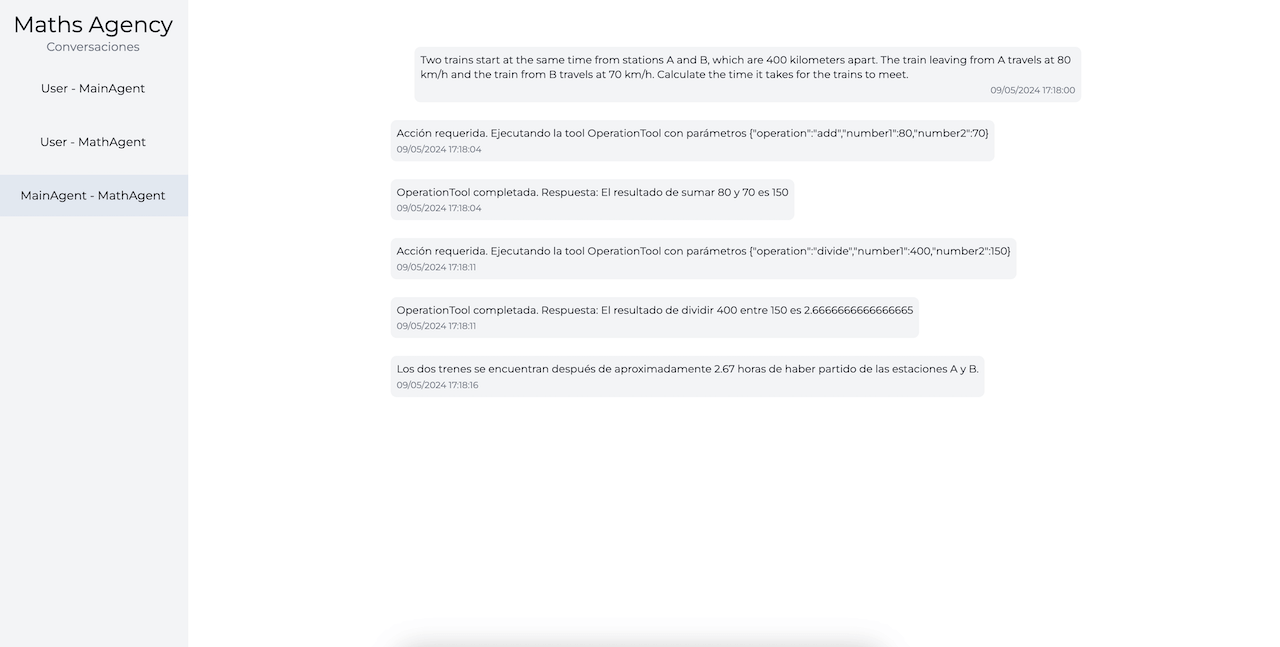 Maths Agency
Conversaciones
User - MainAgent
User - MathAgent
MainAgent - MathAgent
Two trains start at the same time from stations A and B, which are 400 kilometers apart. The train leaving from A travels at 80
km/h and the train from B travels at 70 km/h. Calculate the time it takes for the trains to meet.
09/05/2024 17:18:00
Acción requerida. Ejecutando la tool OperationTool con parámetros {"operation":"add","number1":80,"number2":70}
09/05/2024 17:18:04
OperationTool completada. Respuesta: El resultado de sumar 80 y 70 es 150
09/05/2024 17:18:04
Acción requerida. Ejecutando la tool OperationTool con parámetros {"operation":"divide","number1":400,"number2":150}
09/05/2024 17:18:11
OperationTool completada. Respuesta: El resultado de dividir 400 entre 150 es 2.6666666666666665
09/05/2024 17:18:11
Los dos trenes se encuentran después de aproximadamente 2.67 horas de haber partido de las estaciones A y B.
09/05/2024 17:18:16